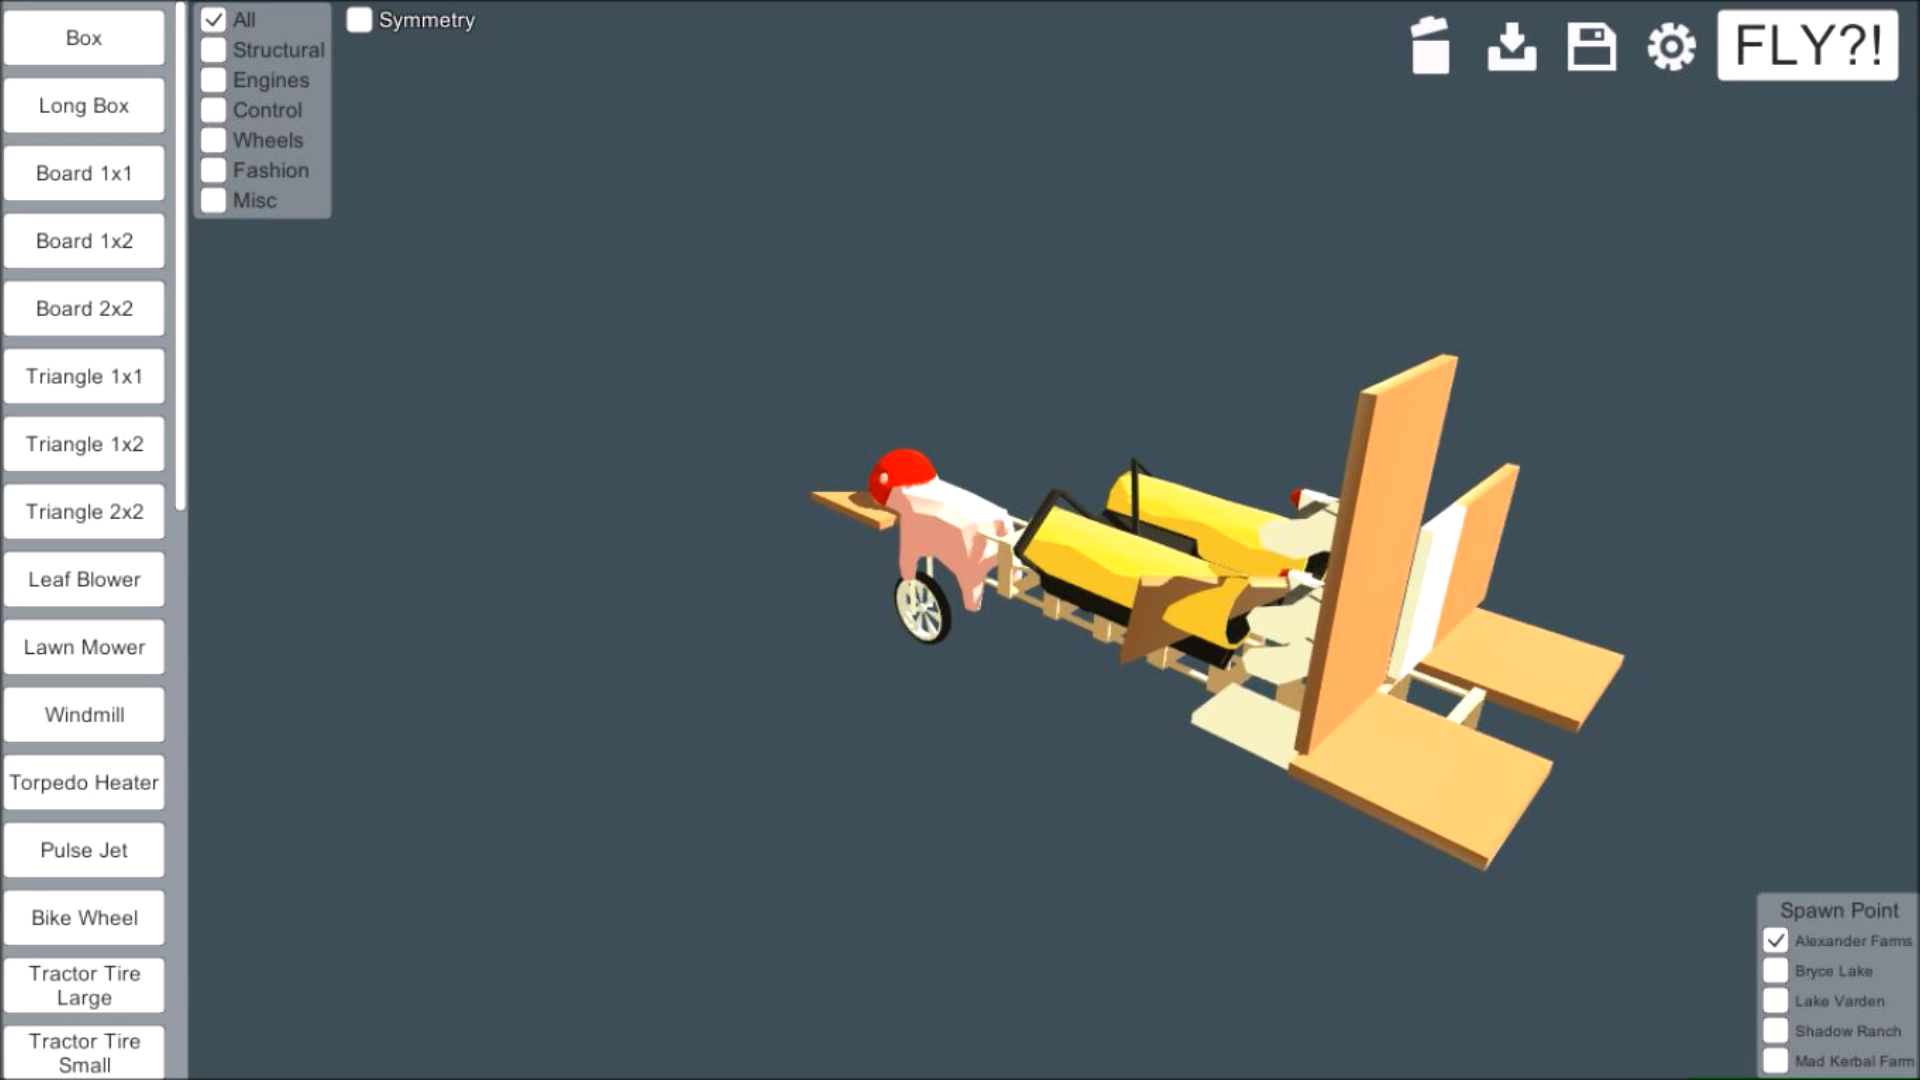 Box
Long Box
Board 1x1
Board 1x2
Board 2x2
Triangle 1x1
Triangle 1x2
Triangle 2x2
Leaf Blower
Lawn Mower
Windmill
Torpedo Heater
Pulse Jet
Bike Wheel
Tractor Tire
Large
Tractor Tire
Small
All
Structural
Engines
Control
Wheels
Fashion
Misc
Symmetry
FLY?!
Spawn Point
Alexander Farms
Bryce Lake
Lake Varden
Shadow Ranch
Mad Kerbal Farm